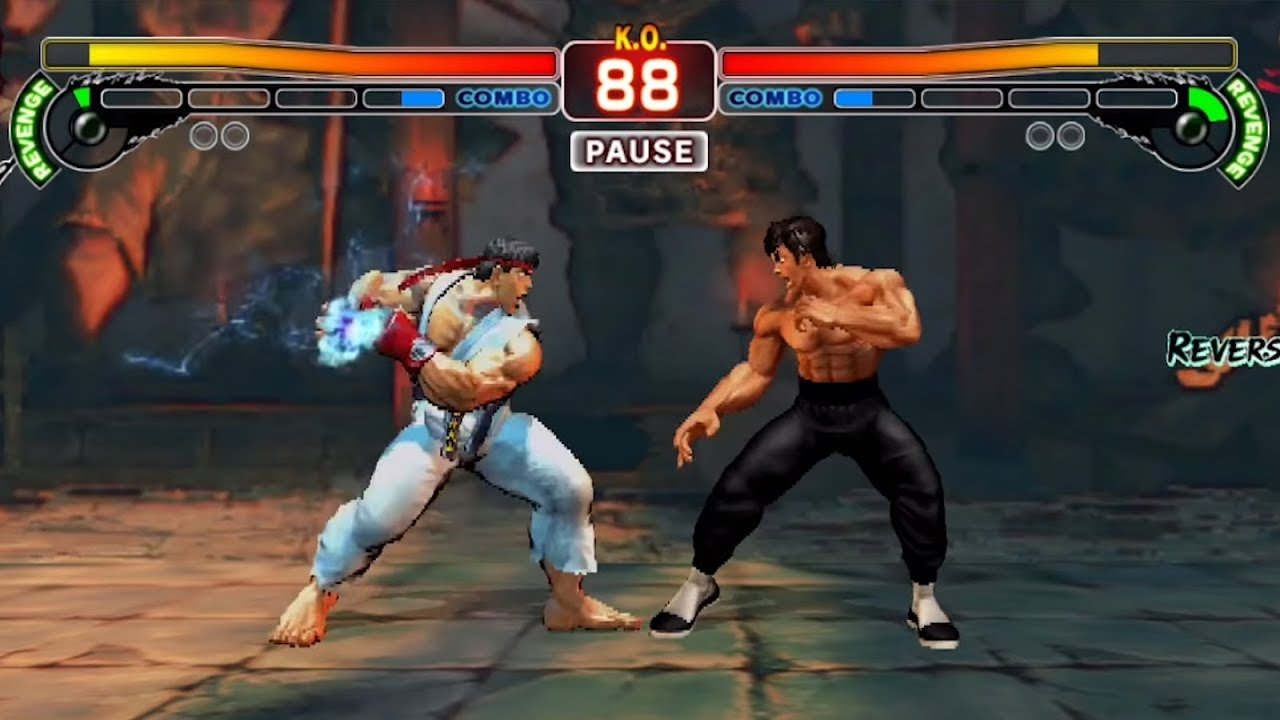 K.O.
REVENGE COMBO 88 COMBO REVENGE
PAUSE
REVERS